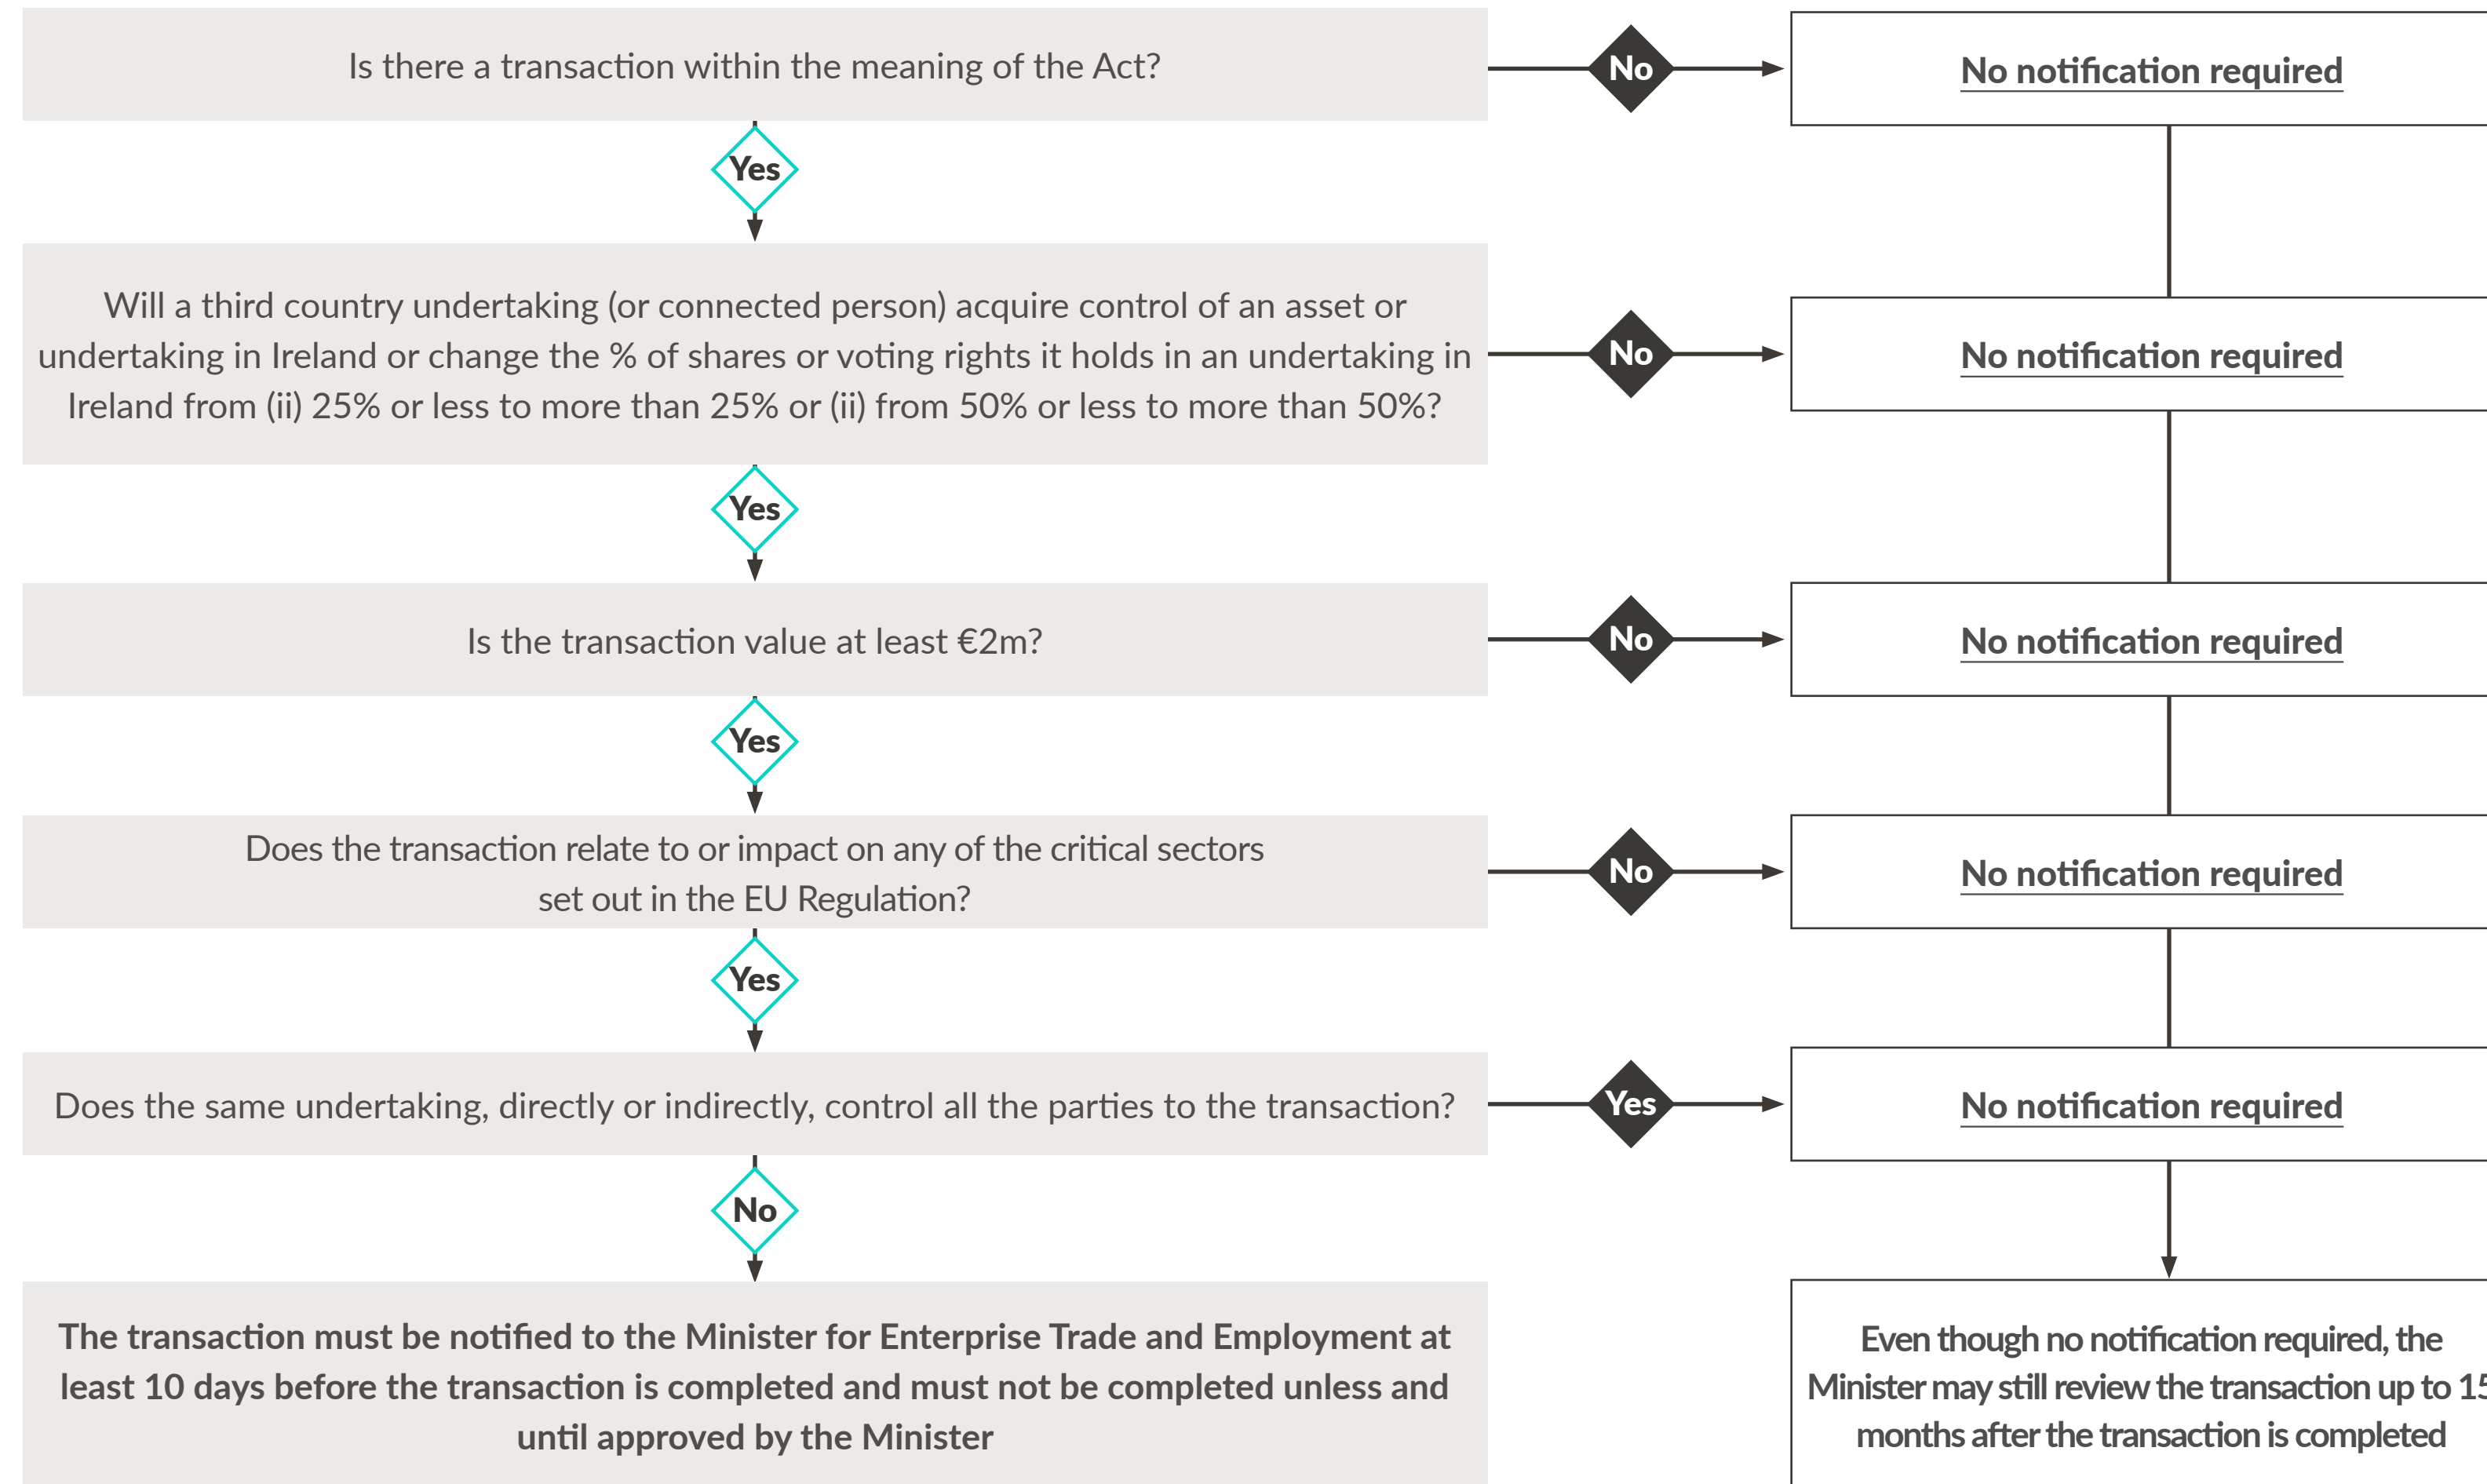 Is there a transaction within the meaning of the Act?
No
No notification required
Yes
Will a third country undertaking (or connected person) acquire control of an asset or
undertaking in Ireland or change the % of shares or voting rights it holds in an undertaking in
Ireland from (ii) 25% or less to more than 25% or (ii) from 50% or less to more than 50%?
No
No notification required
Yes
Is the transaction value at least €2m?
No
No notification required
Yes
Does the transaction relate to or impact on any of the critical sectors
set out in the EU Regulation?
No
No notification required
Yes
Does the same undertaking, directly or indirectly, control all the parties to the transaction?
Yes
No notification required
No
The transaction must be notified to the Minister for Enterprise Trade and Employment at
least 10 days before the transaction is completed and must not be completed unless and
until approved by the Minister
Even though no notification required, the
Minister may still review the transaction up to 15
months after the transaction is completed